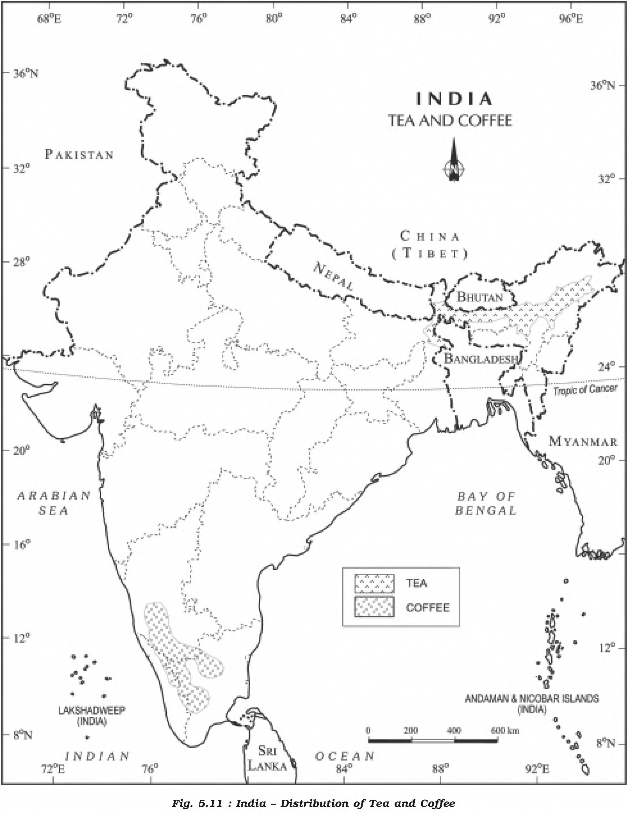 68°E 72° 76° 80° 84° 88° 92° 96°E
36°N
36°N
INDIA
TEA AND COFFEE
N
PAKISTAN
32°
32°
CHINA
(TIBET)
28°
NEPAL
BHUTAN
BANGLADESH
24°
Tropic of Cancer
MYANMAR
20°
20°
ARABIAN
SEA
BAY OF
BENGAL
16°
TEA
COFFEE
12°
12°
LAKSHADWEEP
(INDIA)
ANDAMAN & NICOBAR ISLANDS
(INDIA)
0 200 400 600 km
8°N
8°N
INDIAN OCEAN
SRI
LANKA
72°E 76° 84° 88° 92°E
Fig. 5.11 : India – Distribution of Tea and Coffee